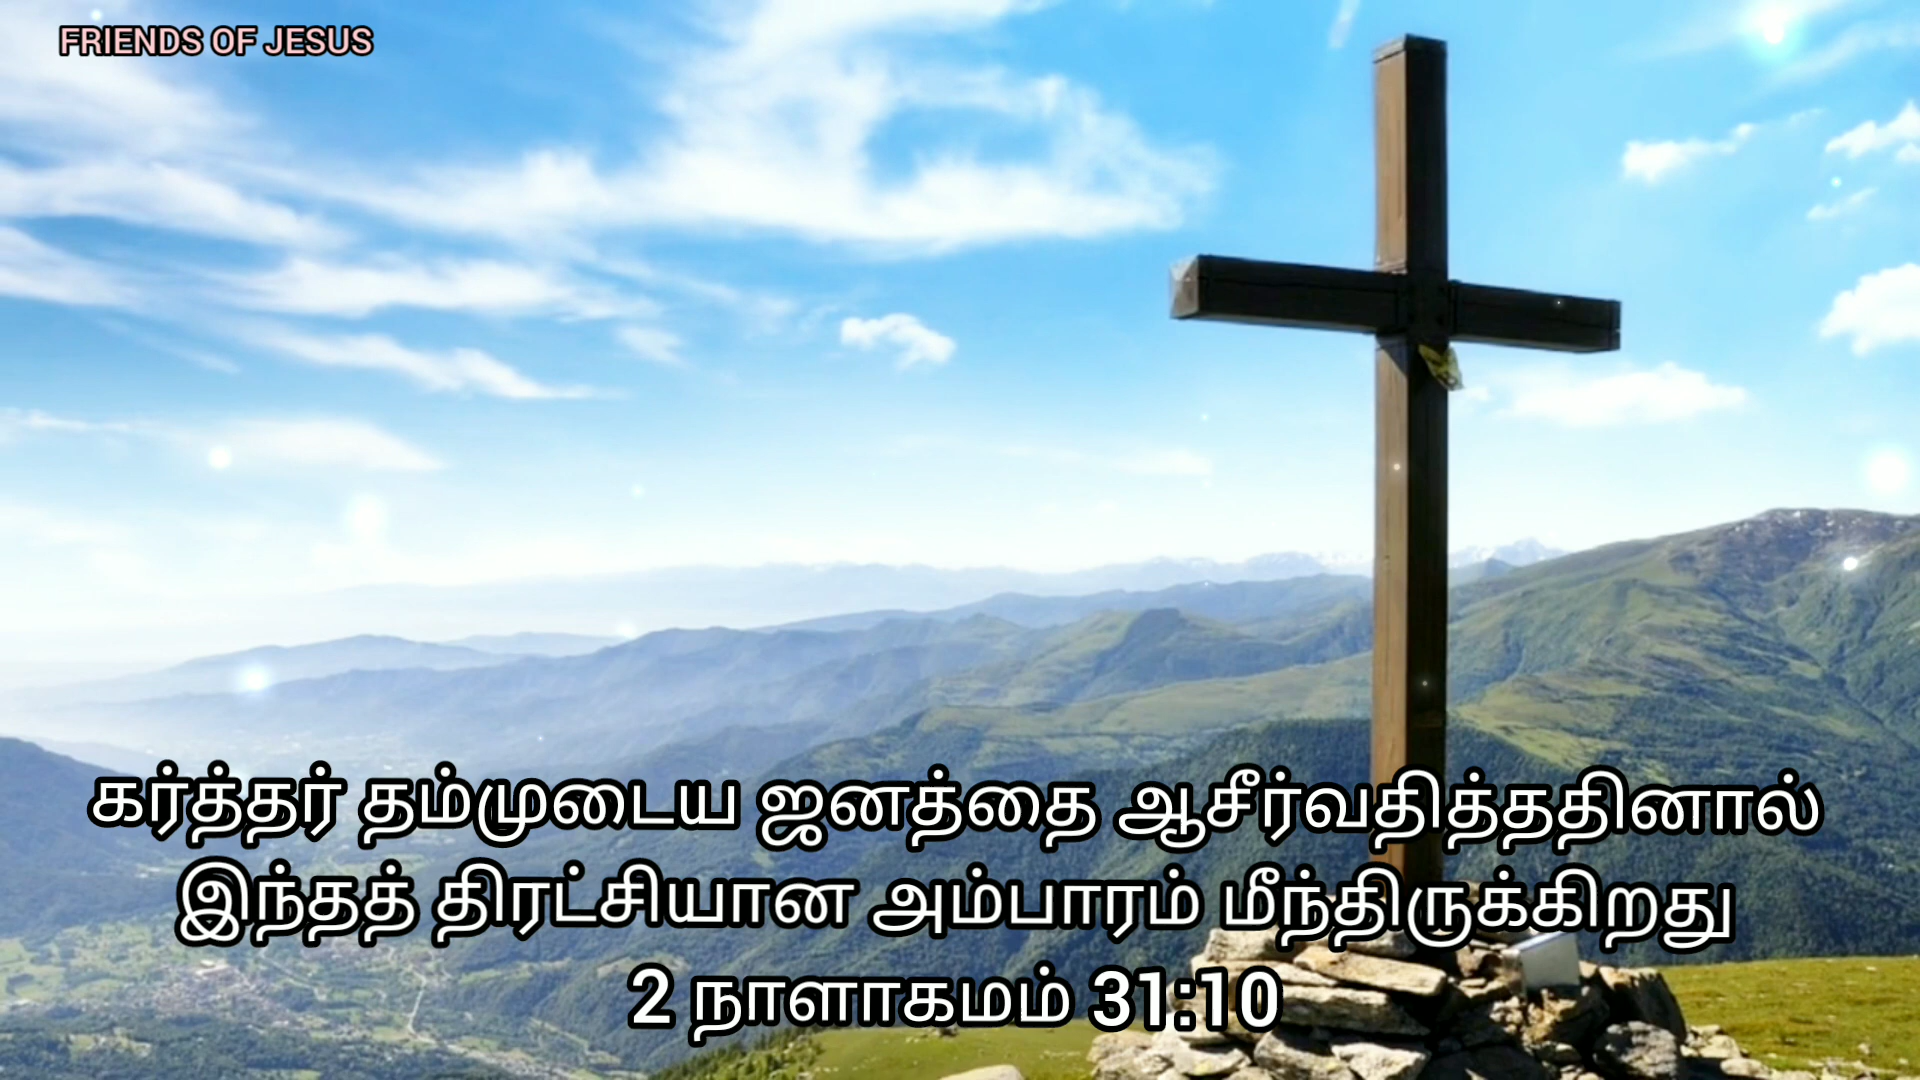 FRIENDS OF JESUS
கர்த்தர் தம்முடைய ஜனத்தை ஆசீர்வதித்ததினால்
இந்தத் திரட்சியான அம்பாரம் மீந்திருக்கிறது
2 நாளாகமம் 31:10